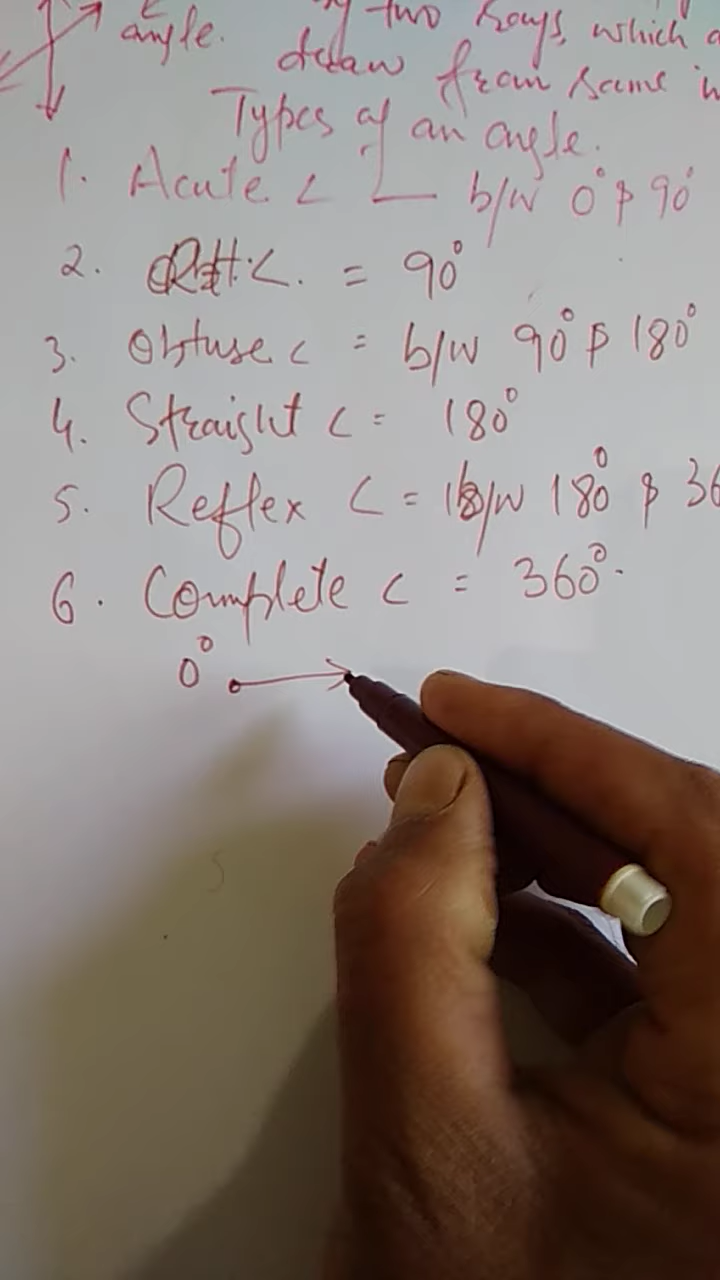 angle. by two Rays, which
draw from same
Types of an angle.
1. Acute < b/w 0° & 90°
2. Rt. <. = 90°
3. Obtuse < = b/w 90° & 180°
4. Straight < = 180°
5. Reflex < = b/w 180° & 36
6. Complete < = 360°.
0°